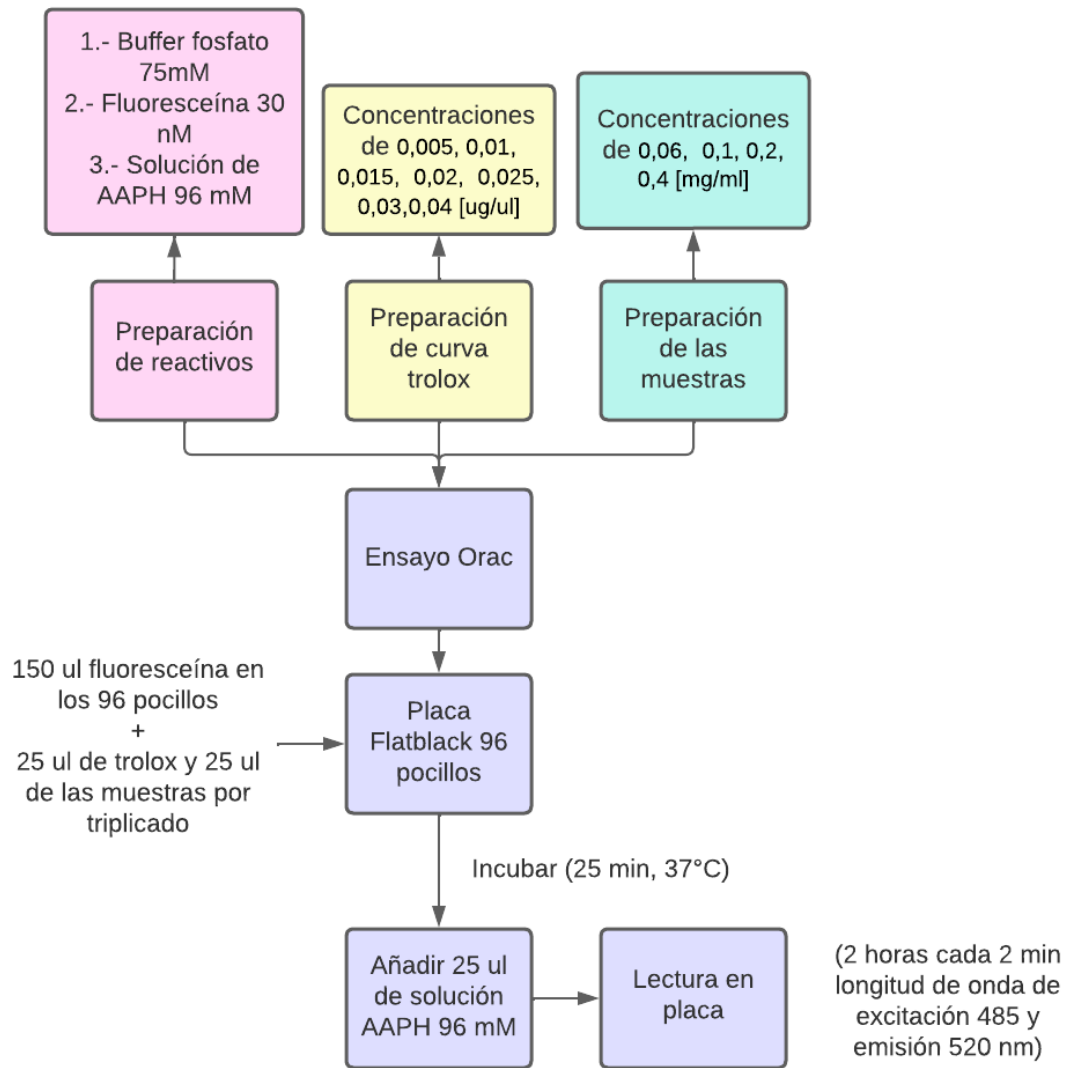 1.- Buffer fosfato
75mM
2.- Fluoresceína 30
nM
3.- Solución de
AAPH 96 mM
Concentraciones
de 0,005, 0,01,
0,015, 0,02, 0,025,
0,03,0,04 [ug/ul]
Concentraciones
de 0,06, 0,1, 0,2,
0,4 [mg/ml]
Preparación
de reactivos
Preparación
de curva
trolox
Preparación
de las
muestras
Ensayo Orac
150 ul fluoresceína en
los 96 pocillos
+
25 ul de trolox y 25 ul
de las muestras por
triplicado
Placa
Flatblack 96
pocillos
Incubar (25 min, 37°C)
Añadir 25 ul
de solución
AAPH 96 mM
Lectura en
placa
(2 horas cada 2 min
longitud de onda de
excitación 485 y
emisión 520 nm)